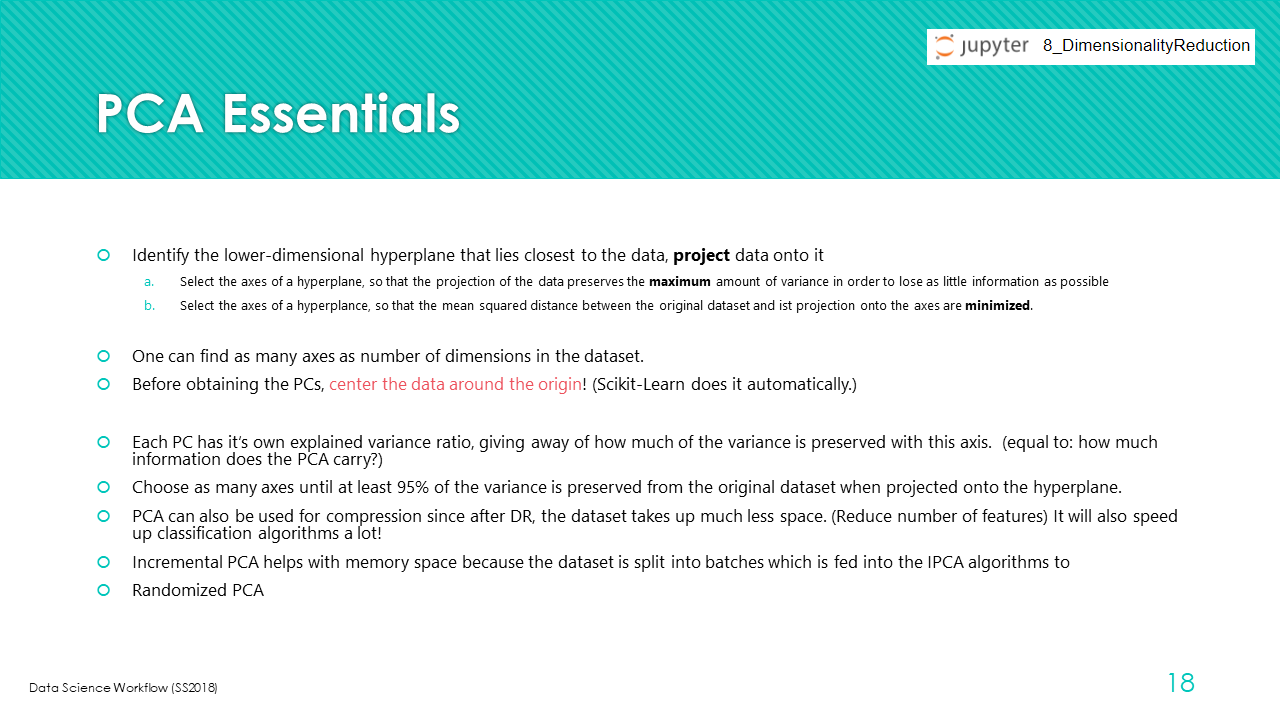 jupyter 8_DimensionalityReduction
PCA Essentials
Identify the lower-dimensional hyperplane that lies closest to the data, project data onto it
a. Select the axes of a hyperplane, so that the projection of the data preserves the maximum amount of variance in order to lose as little information as possible
b. Select the axes of a hyperplance, so that the mean squared distance between the original dataset and ist projection onto the axes are minimized.
One can find as many axes as number of dimensions in the dataset.
Before obtaining the PCs, center the data around the origin! (Scikit-Learn does it automatically.)
Each PC has it's own explained variance ratio, giving away of how much of the variance is preserved with this axis. (equal to: how much
information does the PCA carry?)
Choose as many axes until at least 95% of the variance is preserved from the original dataset when projected onto the hyperplane.
PCA can also be used for compression since after DR, the dataset takes up much less space. (Reduce number of features) It will also speed
up classification algorithms a lot!
Incremental PCA helps with memory space because the dataset is split into batches which is fed into the IPCA algorithms to
Randomized PCA
Data Science Workflow (SS2018)
18